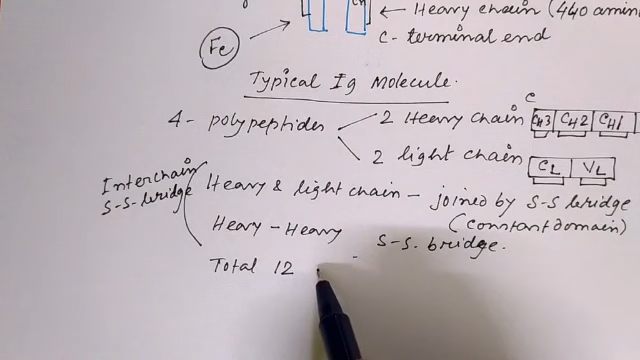 CH
← Heavy chain (440 amin
C- terminal end
Fc
Typical Ig Molecule.
4- polypeptides
2 Heavy chain
C
CH3 CH2 CH1
2 light chain
CL VL
Interchain
S-S-bridge
Heavy & light chain - joined by S-S bridge
(constant domain)
Heavy - Heavy
S-S. bridge.
Total 12